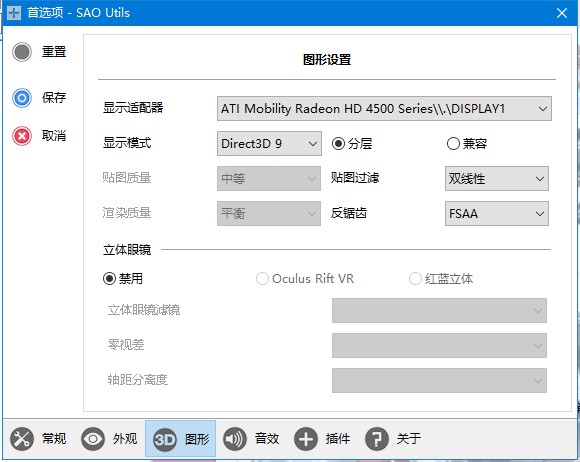 首选项 - SAO Utils
重置
保存
取消
图形设置
显示适配器 ATI Mobility Radeon HD 4500 Series\\.\DISPLAY1
显示模式 Direct3D 9 分层 兼容
贴图质量 中等 贴图过滤 双线性
渲染质量 平衡 反锯齿 FSAA
立体眼镜
禁用 Oculus Rift VR 红蓝立体
立体眼镜滤镜
零视差
轴距分离度
常规 外观 3D 图形 音效 插件 ? 关于